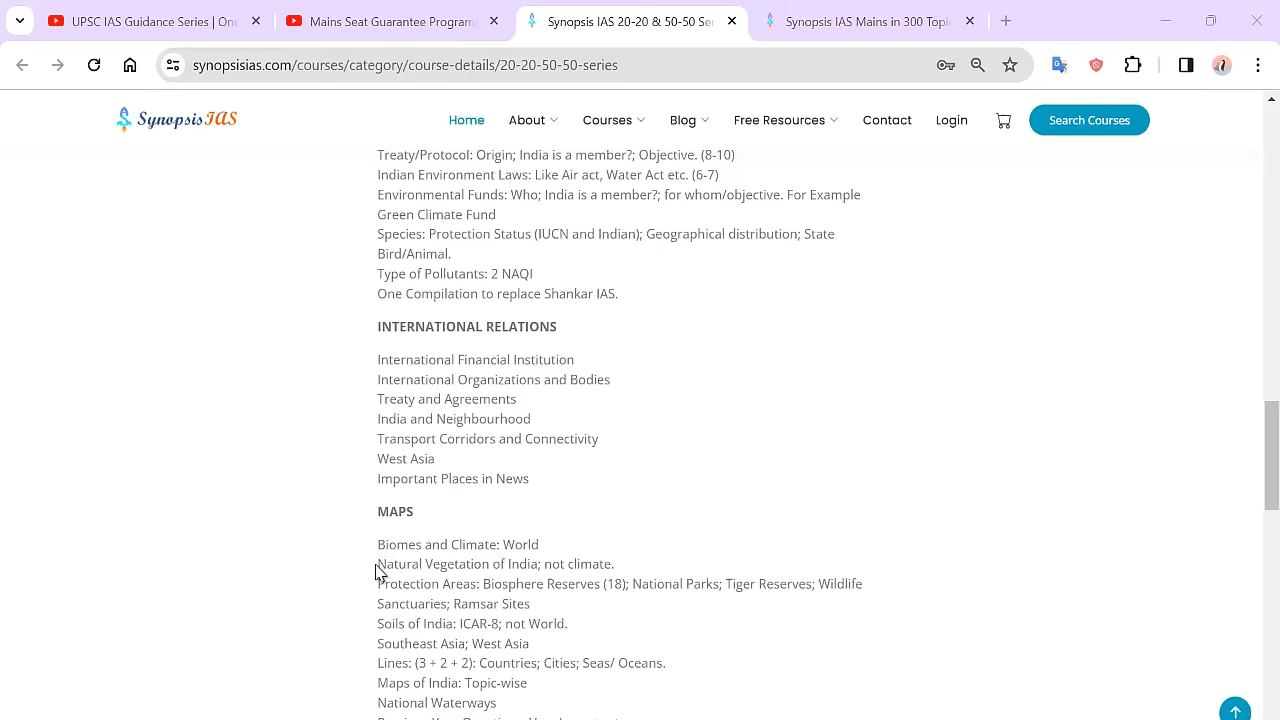 UPSC IAS Guidance Series | One
Mains Seat Guarantee Program
Synopsis IAS 20-20 & 50-50 Ser
Synopsis IAS Mains in 300 Topi
synopsisias.com/courses/category/course-details/20-20-50-50-series
SynopsisIAS
Home About Courses Blog Free Resources Contact Login Search Courses
Treaty/Protocol: Origin; India is a member?; Objective. (8-10)
Indian Environment Laws: Like Air act, Water Act etc. (6-7)
Environmental Funds: Who; India is a member?; for whom/objective. For Example
Green Climate Fund
Species: Protection Status (IUCN and Indian); Geographical distribution; State
Bird/Animal.
Type of Pollutants: 2 NAQI
One Compilation to replace Shankar IAS.
INTERNATIONAL RELATIONS
International Financial Institution
International Organizations and Bodies
Treaty and Agreements
India and Neighbourhood
Transport Corridors and Connectivity
West Asia
Important Places in News
MAPS
Biomes and Climate: World
Natural Vegetation of India; not climate.
Protection Areas: Biosphere Reserves (18); National Parks; Tiger Reserves; Wildlife
Sanctuaries; Ramsar Sites
Soils of India: ICAR-8; not World.
Southeast Asia; West Asia
Lines: (3 + 2 + 2): Countries; Cities; Seas/ Oceans.
Maps of India: Topic-wise
National Waterways